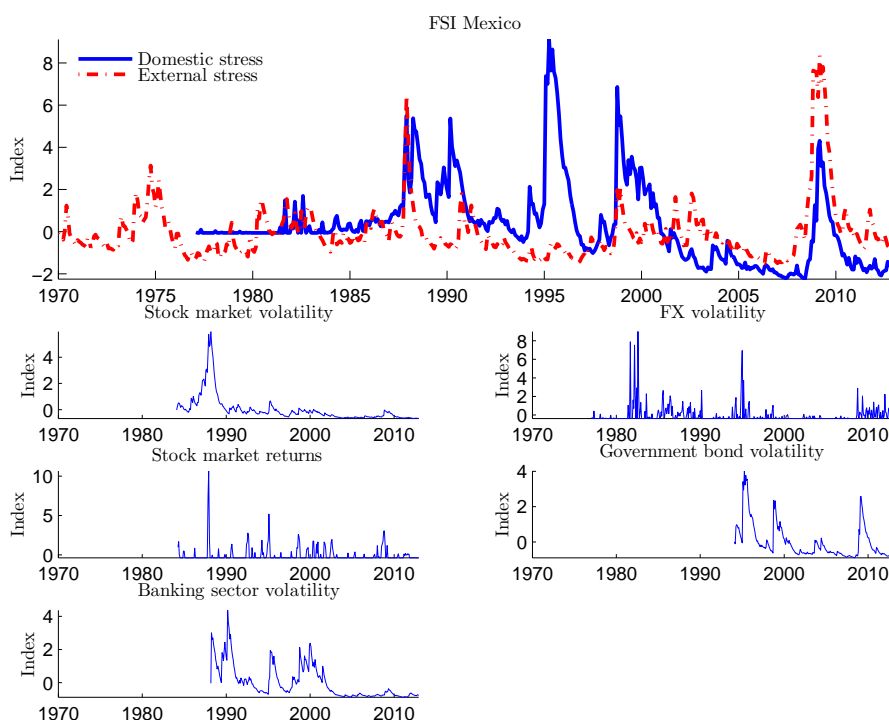 FSI Mexico
Domestic stress
External stress
Index
8
6
4
2
0
−2
1970 1975 1980 1985 1990 1995 2000 2005 2010
Stock market volatility
Index
4
2
0
1970 1980 1990 2000 2010
FX volatility
Index
8
6
4
2
0
1970 1980 1990 2000 2010
Stock market returns
Index
10
5
0
1970 1980 1990 2000 2010
Government bond volatility
Index
4
2
0
1970 1980 1990 2000 2010
Banking sector volatility
Index
4
2
0
1970 1980 1990 2000 2010